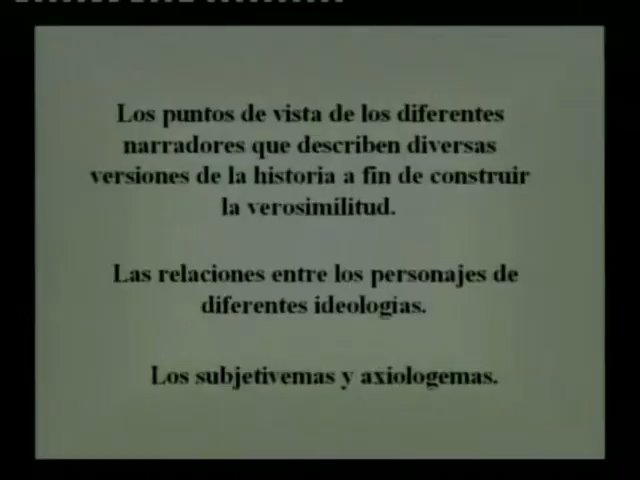 Los puntos de vista de los diferentes
narradores que describen diversas
versiones de la historia a fin de construir
la verosimilitud.
Las relaciones entre los personajes de
diferentes ideologías.
Los subjetivemas y axiologemas.